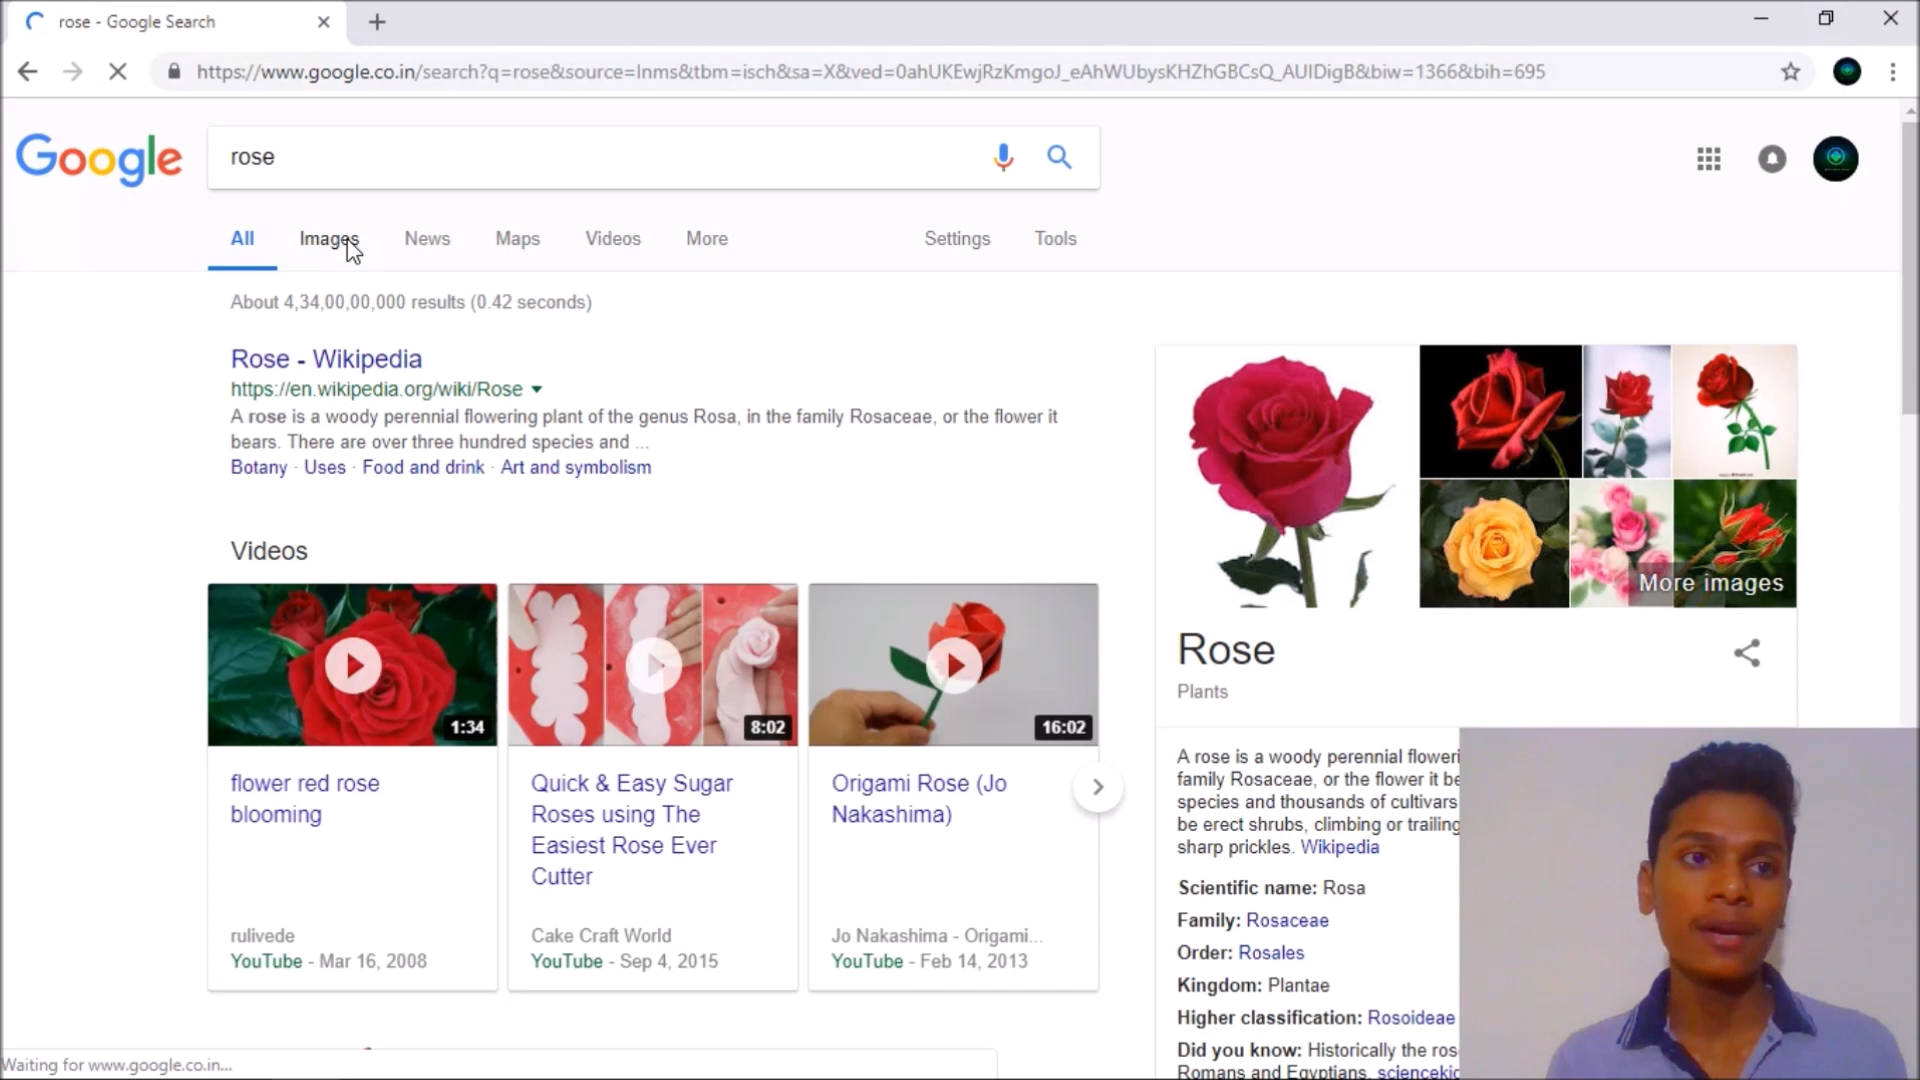 rose - Google Search
https://www.google.co.in/search?q=rose&source=lnms&tbm=isch&sa=X&ved=0ahUKEwjRzKmgoJ_eAhWUbysKHZhGBCsQ_AUIDigB&biw=1366&bih=695
Google
rose
All Images News Maps Videos More Settings Tools
About 4,34,00,00,000 results (0.42 seconds)
Rose - Wikipedia
https://en.wikipedia.org/wiki/Rose
A rose is a woody perennial flowering plant of the genus Rosa, in the family Rosaceae, or the flower it
bears. There are over three hundred species and ...
Botany · Uses · Food and drink · Art and symbolism
Videos
1:34
flower red rose
blooming
rulivede
YouTube - Mar 16, 2008
8:02
Quick & Easy Sugar
Roses using The
Easiest Rose Ever
Cutter
Cake Craft World
YouTube - Sep 4, 2015
16:02
Origami Rose (Jo
Nakashima)
Jo Nakashima - Origami...
YouTube - Feb 14, 2013
More images
Rose
Plants
A rose is a woody perennial floweri
family Rosaceae, or the flower it be
species and thousands of cultivars
be erect shrubs, climbing or trailing
sharp prickles. Wikipedia
Scientific name: Rosa
Family: Rosaceae
Order: Rosales
Kingdom: Plantae
Higher classification: Rosoideae
Did you know: Historically the ros
Romans and Egyptians. sciencekid
Waiting for www.google.co.in...